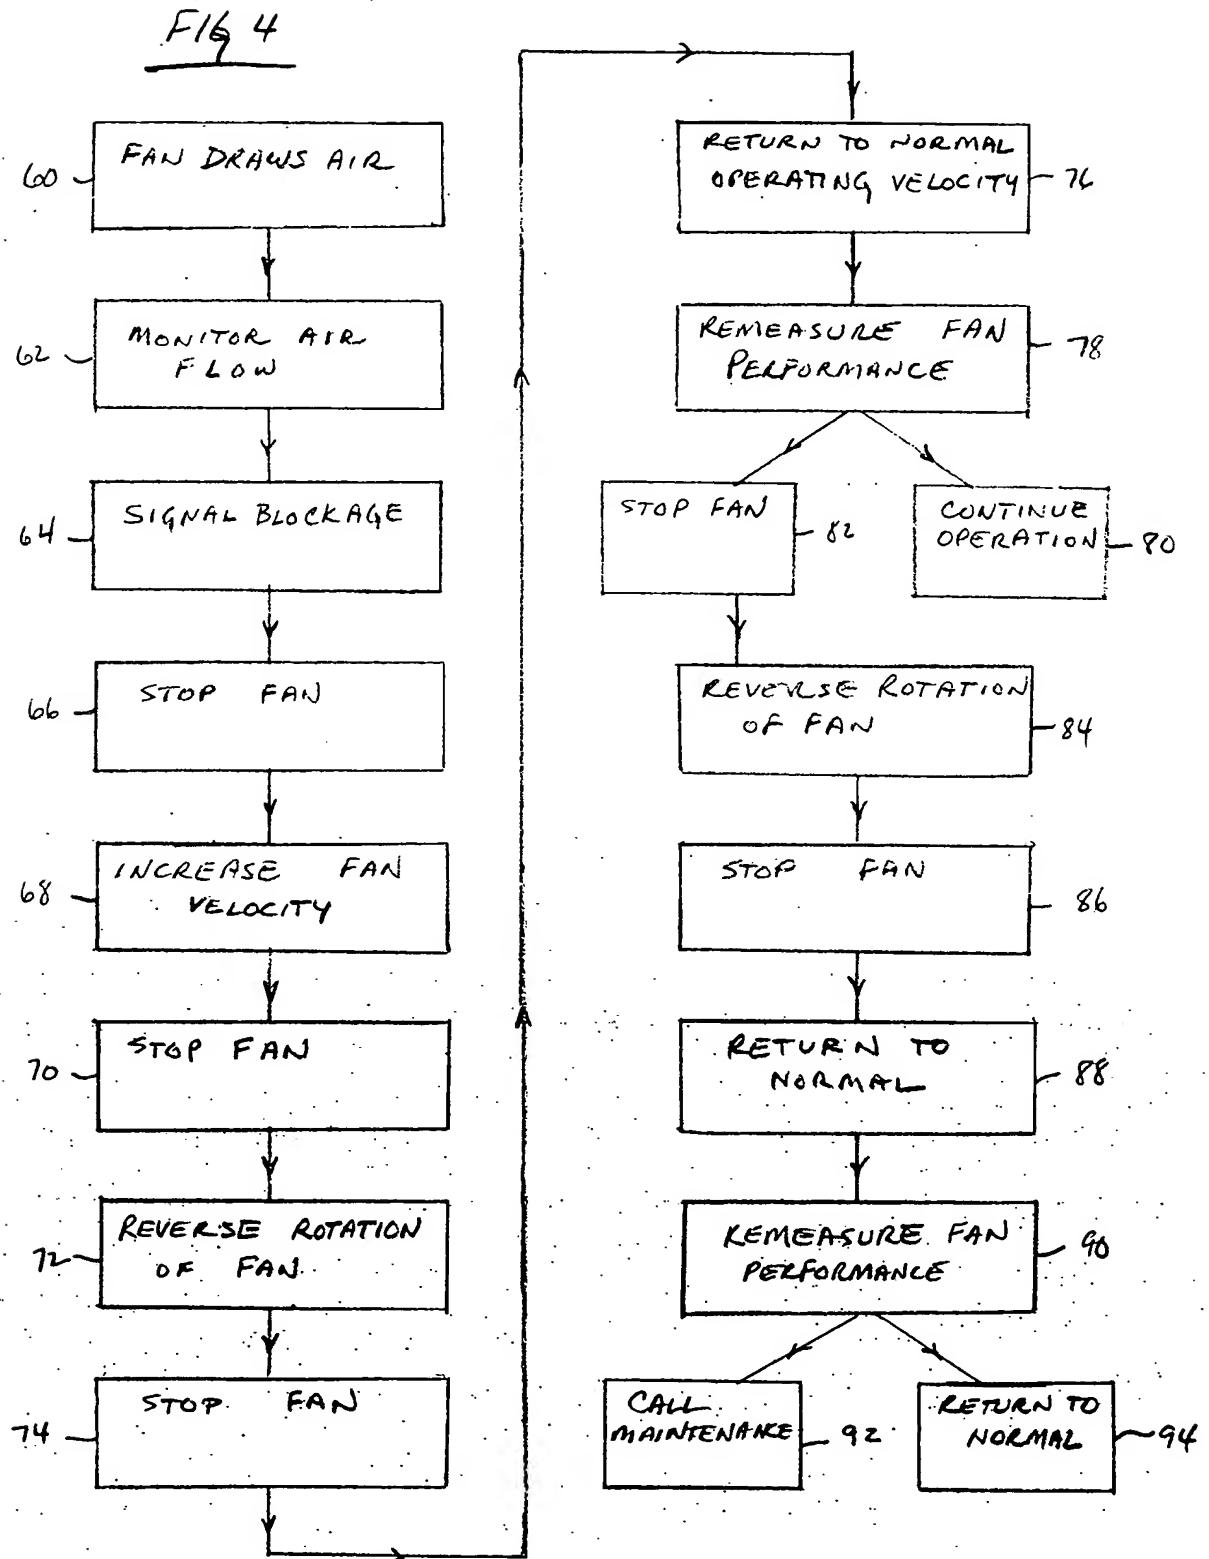 FIG 4
60
FAN DRAWS AIR
62
MONITOR AIR
FLOW
64
SIGNAL BLOCKAGE
66
STOP FAN
68
INCREASE FAN
VELOCITY
70
STOP FAN
72
REVERSE ROTATION
OF FAN
74
STOP FAN
RETURN TO NORMAL
OPERATING VELOCITY
76
REMEASURE FAN
PERFORMANCE
78
STOP FAN
82
CONTINUE
OPERATION
80
REVERSE ROTATION
OF FAN
84
STOP FAN
86
RETURN TO
NORMAL
88
REMEASURE FAN
PERFORMANCE
90
CALL
MAINTENANCE
92
RETURN TO
NORMAL
94